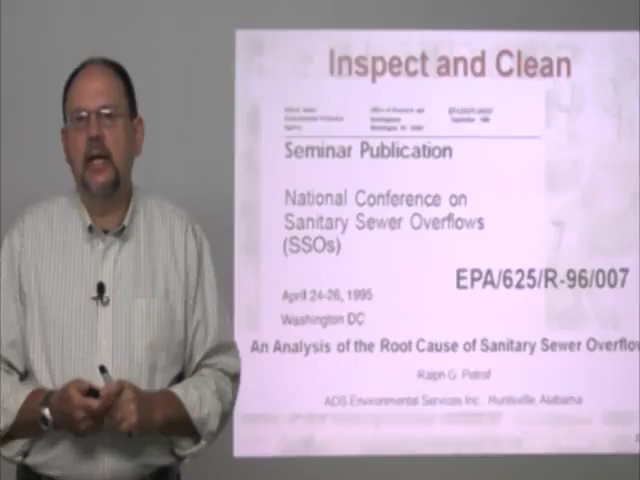 Inspect and Clean
Seminar Publication
National Conference on
Sanitary Sewer Overflows
(SSOs)
EPA/625/R-96/007
April 24-26, 1995
Washington DC
An Analysis of the Root Cause of Sanitary Sewer Overflow
Ralph G. Petrof
ADS Environmental Services Inc. Huntsville, Alabama